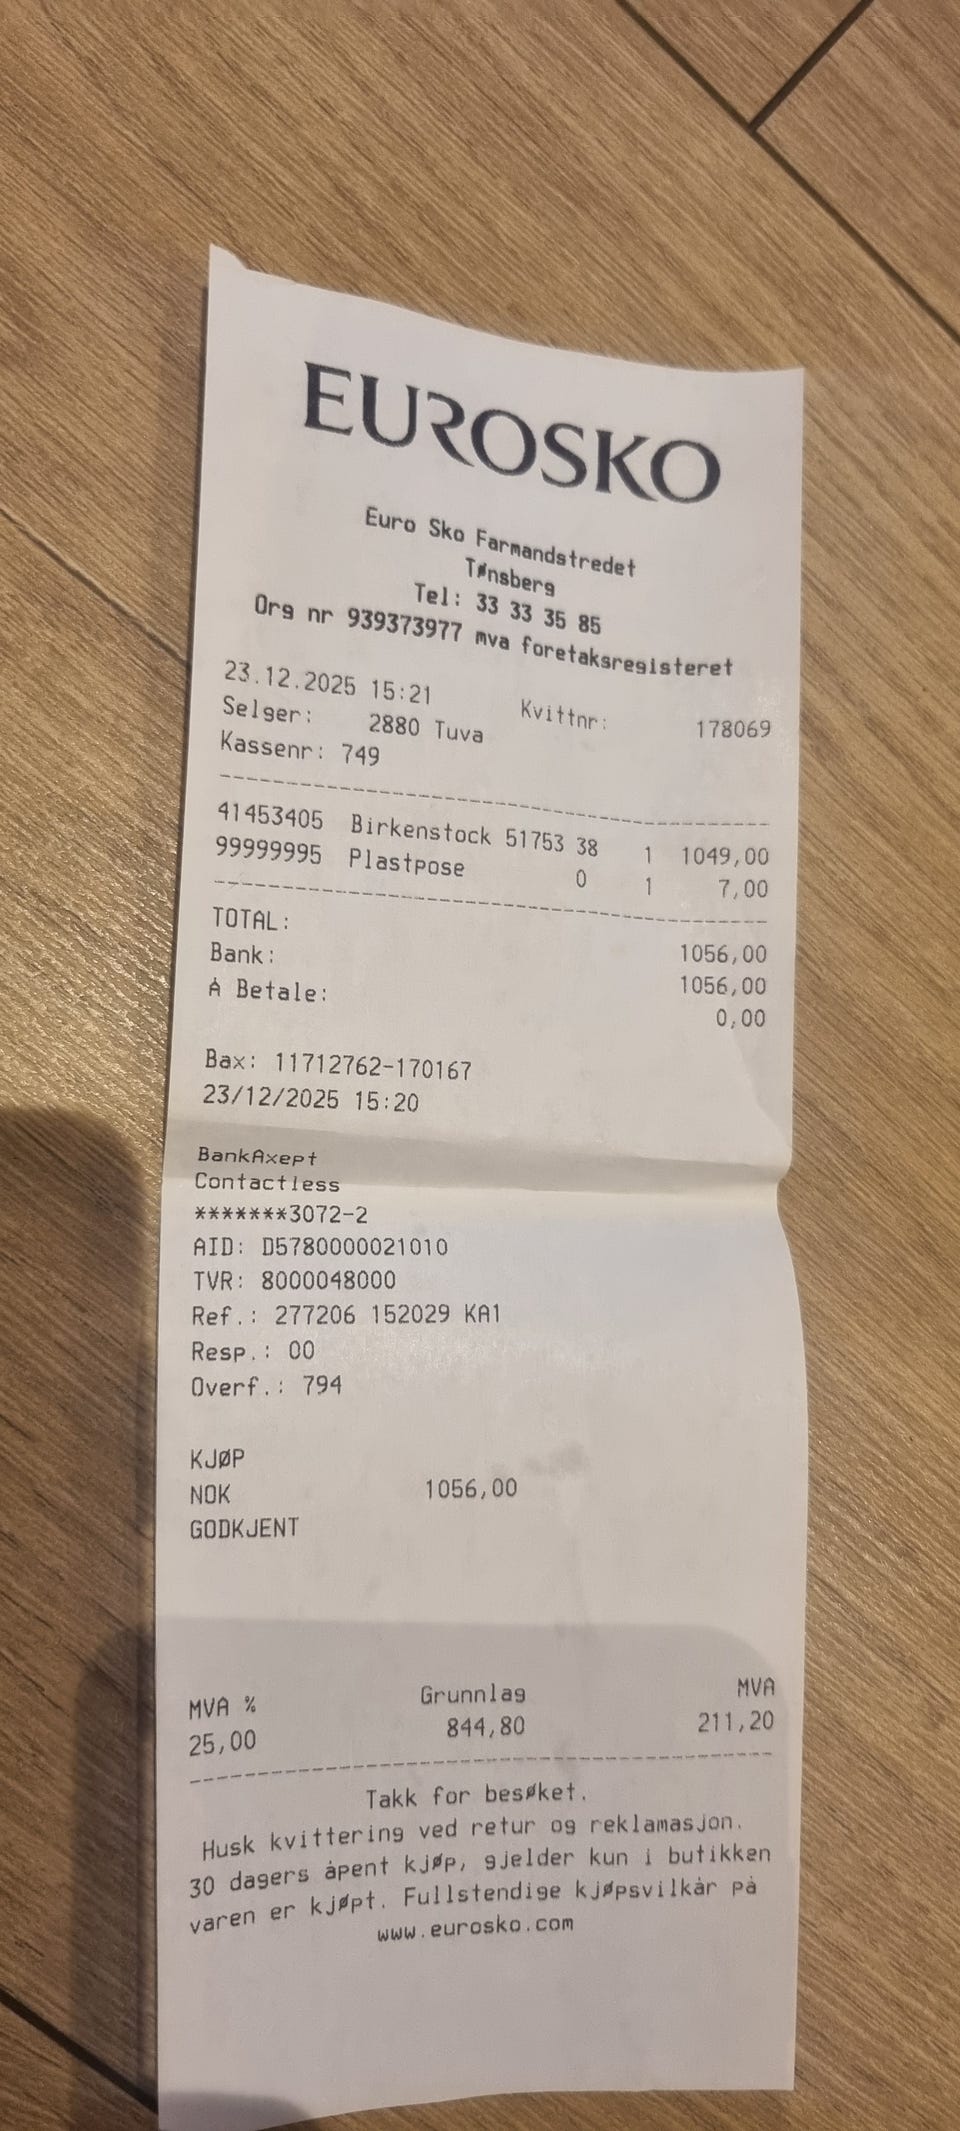 EUROSKO
Euro Sko Farmandstredet
Tønsberg
Tel: 33 33 35 85
Org nr 939373977 mva foretaksregisteret
23.12.2025 15:21 Kvittnr: 178069
Selger: 2880 Tuva
Kassenr: 749
41453405 Birkenstock 51753 38 1 1049,00
99999995 Plastpose 0 1 7,00
TOTAL: 1056,00
Bank: 1056,00
Å Betale: 0,00
Bax: 11712762-170167
23/12/2025 15:20
BankAxept
Contactless
*******3072-2
AID: D5780000021010
TVR: 8000048000
Ref.: 277206 152029 KA1
Resp.: 00
Overf.: 794
KJØP
NOK 1056,00
GODKJENT
MVA % Grunnlag MVA
25,00 844,80 211,20
Takk for besøket.
Husk kvittering ved retur og reklamasjon.
30 dagers åpent kjøp, gjelder kun i butikken
varen er kjøpt. Fullstendige kjøpsvilkår på
www.eurosko.com